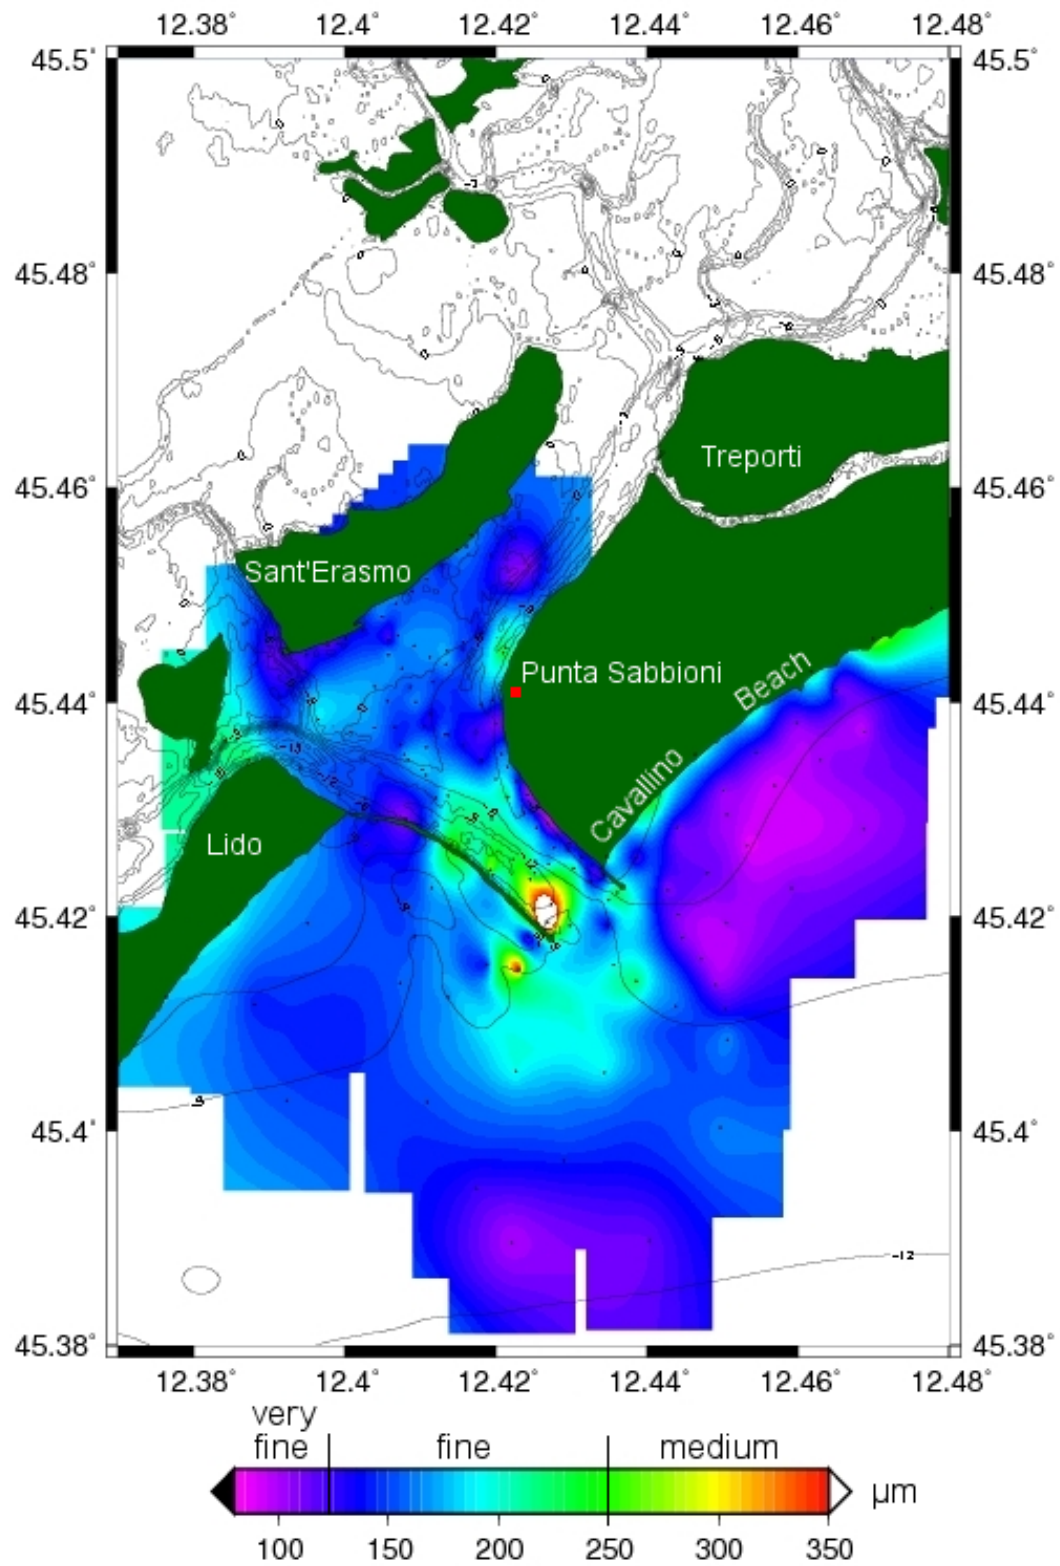 12.38° 12.4° 12.42° 12.44° 12.46° 12.48°
45.5° 45.5°
45.48° 45.48°
Treporti
45.46° 45.46°
Sant'Erasmo
Punta Sabbioni
Beach
45.44° 45.44°
Cavallino
Lido
45.42° 45.42°
45.4° 45.4°
-12
45.38° 45.38°
12.38° 12.4° 12.42° 12.44° 12.46° 12.48°
very
fine fine medium
µm
100 150 200 250 300 350